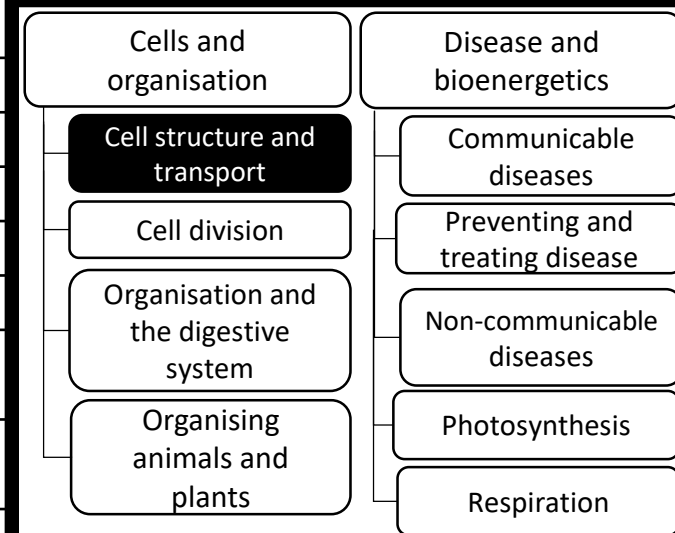 Cells and
organisation
Cell structure and
transport
Cell division
Organisation and
the digestive
system
Organising
animals and
plants
Disease and
bioenergetics
Communicable
diseases
Preventing and
treating disease
Non-communicable
diseases
Photosynthesis
Respiration